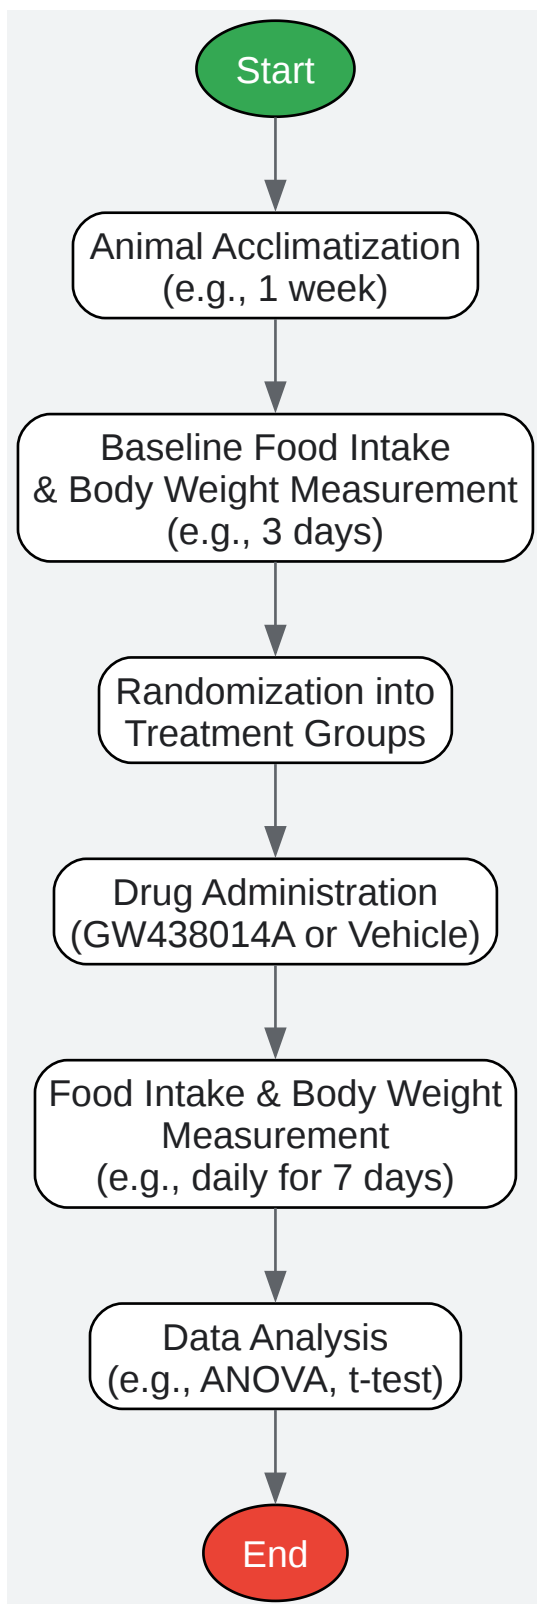 Start
Animal Acclimatization
(e.g., 1 week)
Baseline Food Intake
& Body Weight Measurement
(e.g., 3 days)
Randomization into
Treatment Groups
Drug Administration
(GW438014A or Vehicle)
Food Intake & Body Weight
Measurement
(e.g., daily for 7 days)
Data Analysis
(e.g., ANOVA, t-test)
End